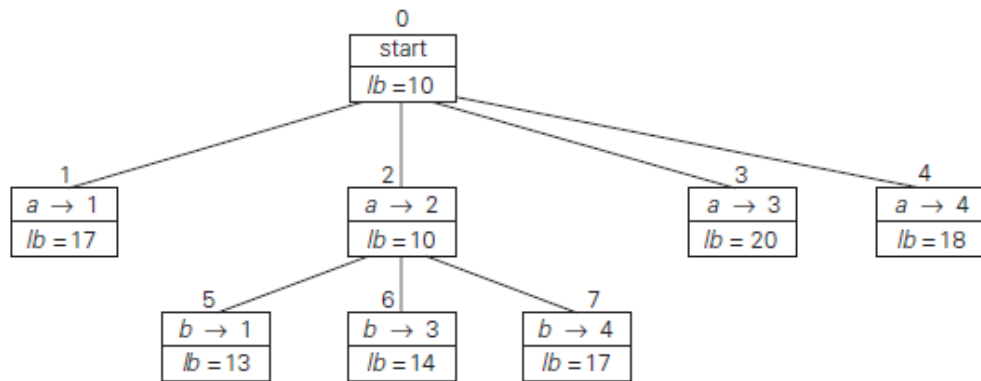 0
start
lb =10
1 2 3 4
a → 1 a → 2 a → 3 a → 4
lb =17 lb =10 lb =20 lb =18
5 6 7
b → 1 b → 3 b → 4
lb =13 lb =14 lb =17